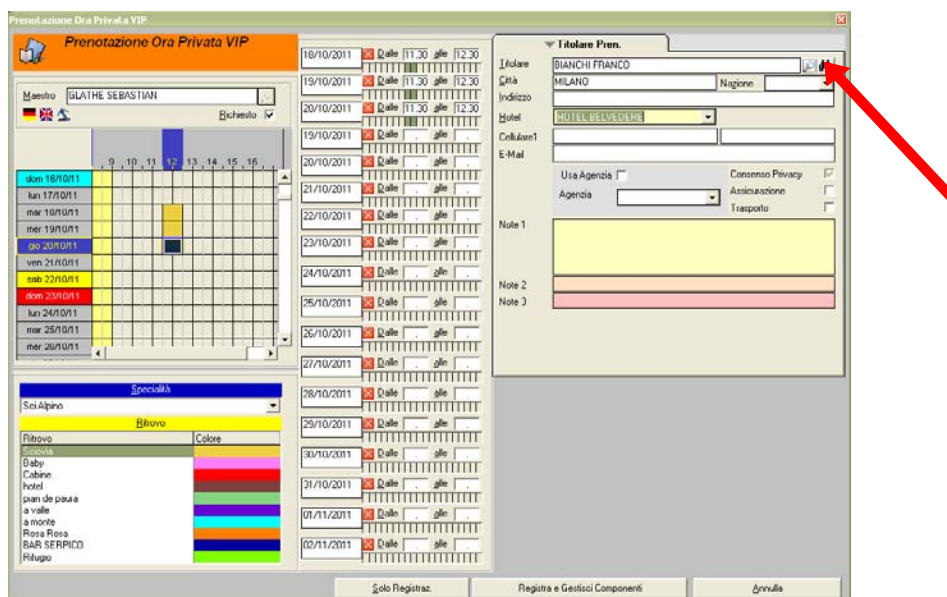 Prenotazione Ora Privata VIP
Prenotazione Ora Privata VIP
Maestro GLATHE SEBASTIAN
Richiesto
9 10 11 12 13 14 15 16
dom 16/10/11
lun 17/10/11
mar 18/10/11
mer 19/10/11
gio 20/10/11
ven 21/10/11
sab 22/10/11
dom 23/10/11
lun 24/10/11
mar 25/10/11
mer 26/10/11
Specialità
Sci Alpino
Ritrovo
Ritrovo Colore
Sciovia
Baby
Cabine
hotel
pian de paura
a valle
a monte
Rosa Rosa
BAR SERPICO
Rifugio
18/10/2011 Dalle 11.30 alle 12.30
19/10/2011 Dalle 11.30 alle 12.30
20/10/2011 Dalle 11.30 alle 12.30
19/10/2011 Dalle . alle .
20/10/2011 Dalle . alle .
21/10/2011 Dalle . alle .
22/10/2011 Dalle . alle .
23/10/2011 Dalle . alle .
24/10/2011 Dalle . alle .
25/10/2011 Dalle . alle .
26/10/2011 Dalle . alle .
27/10/2011 Dalle . alle .
28/10/2011 Dalle . alle .
29/10/2011 Dalle . alle .
30/10/2011 Dalle . alle .
31/10/2011 Dalle . alle .
01/11/2011 Dalle . alle .
02/11/2011 Dalle . alle .
Titolare Pren.
Titolare BIANCHI FRANCO
Città MILANO Nazione
Indirizzo
Hotel HOTEL BELVEDERE
Cellulare1
E-Mail
Usa Agenzia Consenso Privacy
Agenzia Assicurazione
Trasporto
Note 1
Note 2
Note 3
Solo Registraz. Registra e Gestisci Componenti Annulla